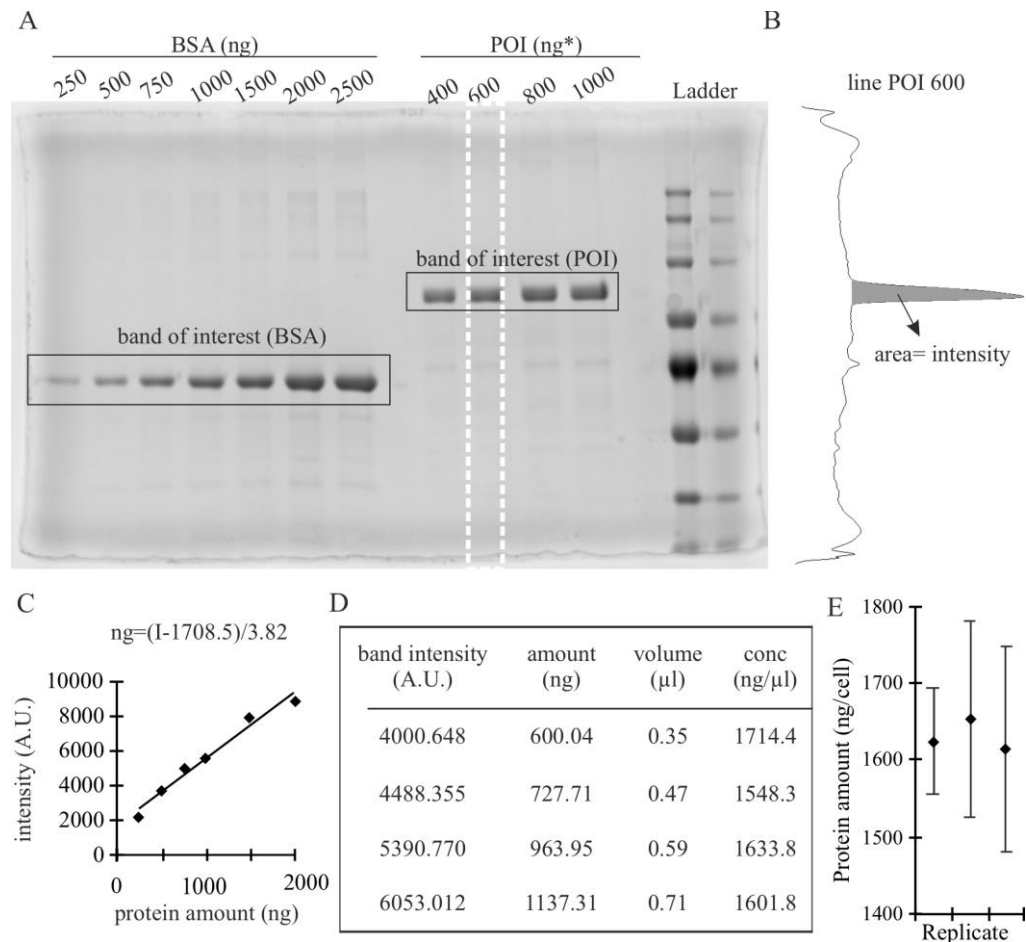 A
BSA (ng)
250 500 750 1000 1500 2000 2500
POI (ng*)
400 600 800 1000
Ladder
band of interest (POI)
band of interest (BSA)
B
line POI 600
area= intensity
C
ng=(I-1708.5)/3.82
intensity (A.U.)
10000
8000
6000
4000
2000
0
0 1000 2000
protein amount (ng)
D
band intensity amount volume conc
(A.U.) (ng) (µl) (ng/µl)
4000.648 600.04 0.35 1714.4
4488.355 727.71 0.47 1548.3
5390.770 963.95 0.59 1633.8
6053.012 1137.31 0.71 1601.8
E
Protein amount (ng/cell)
1800
1700
1600
1500
1400
Replicate